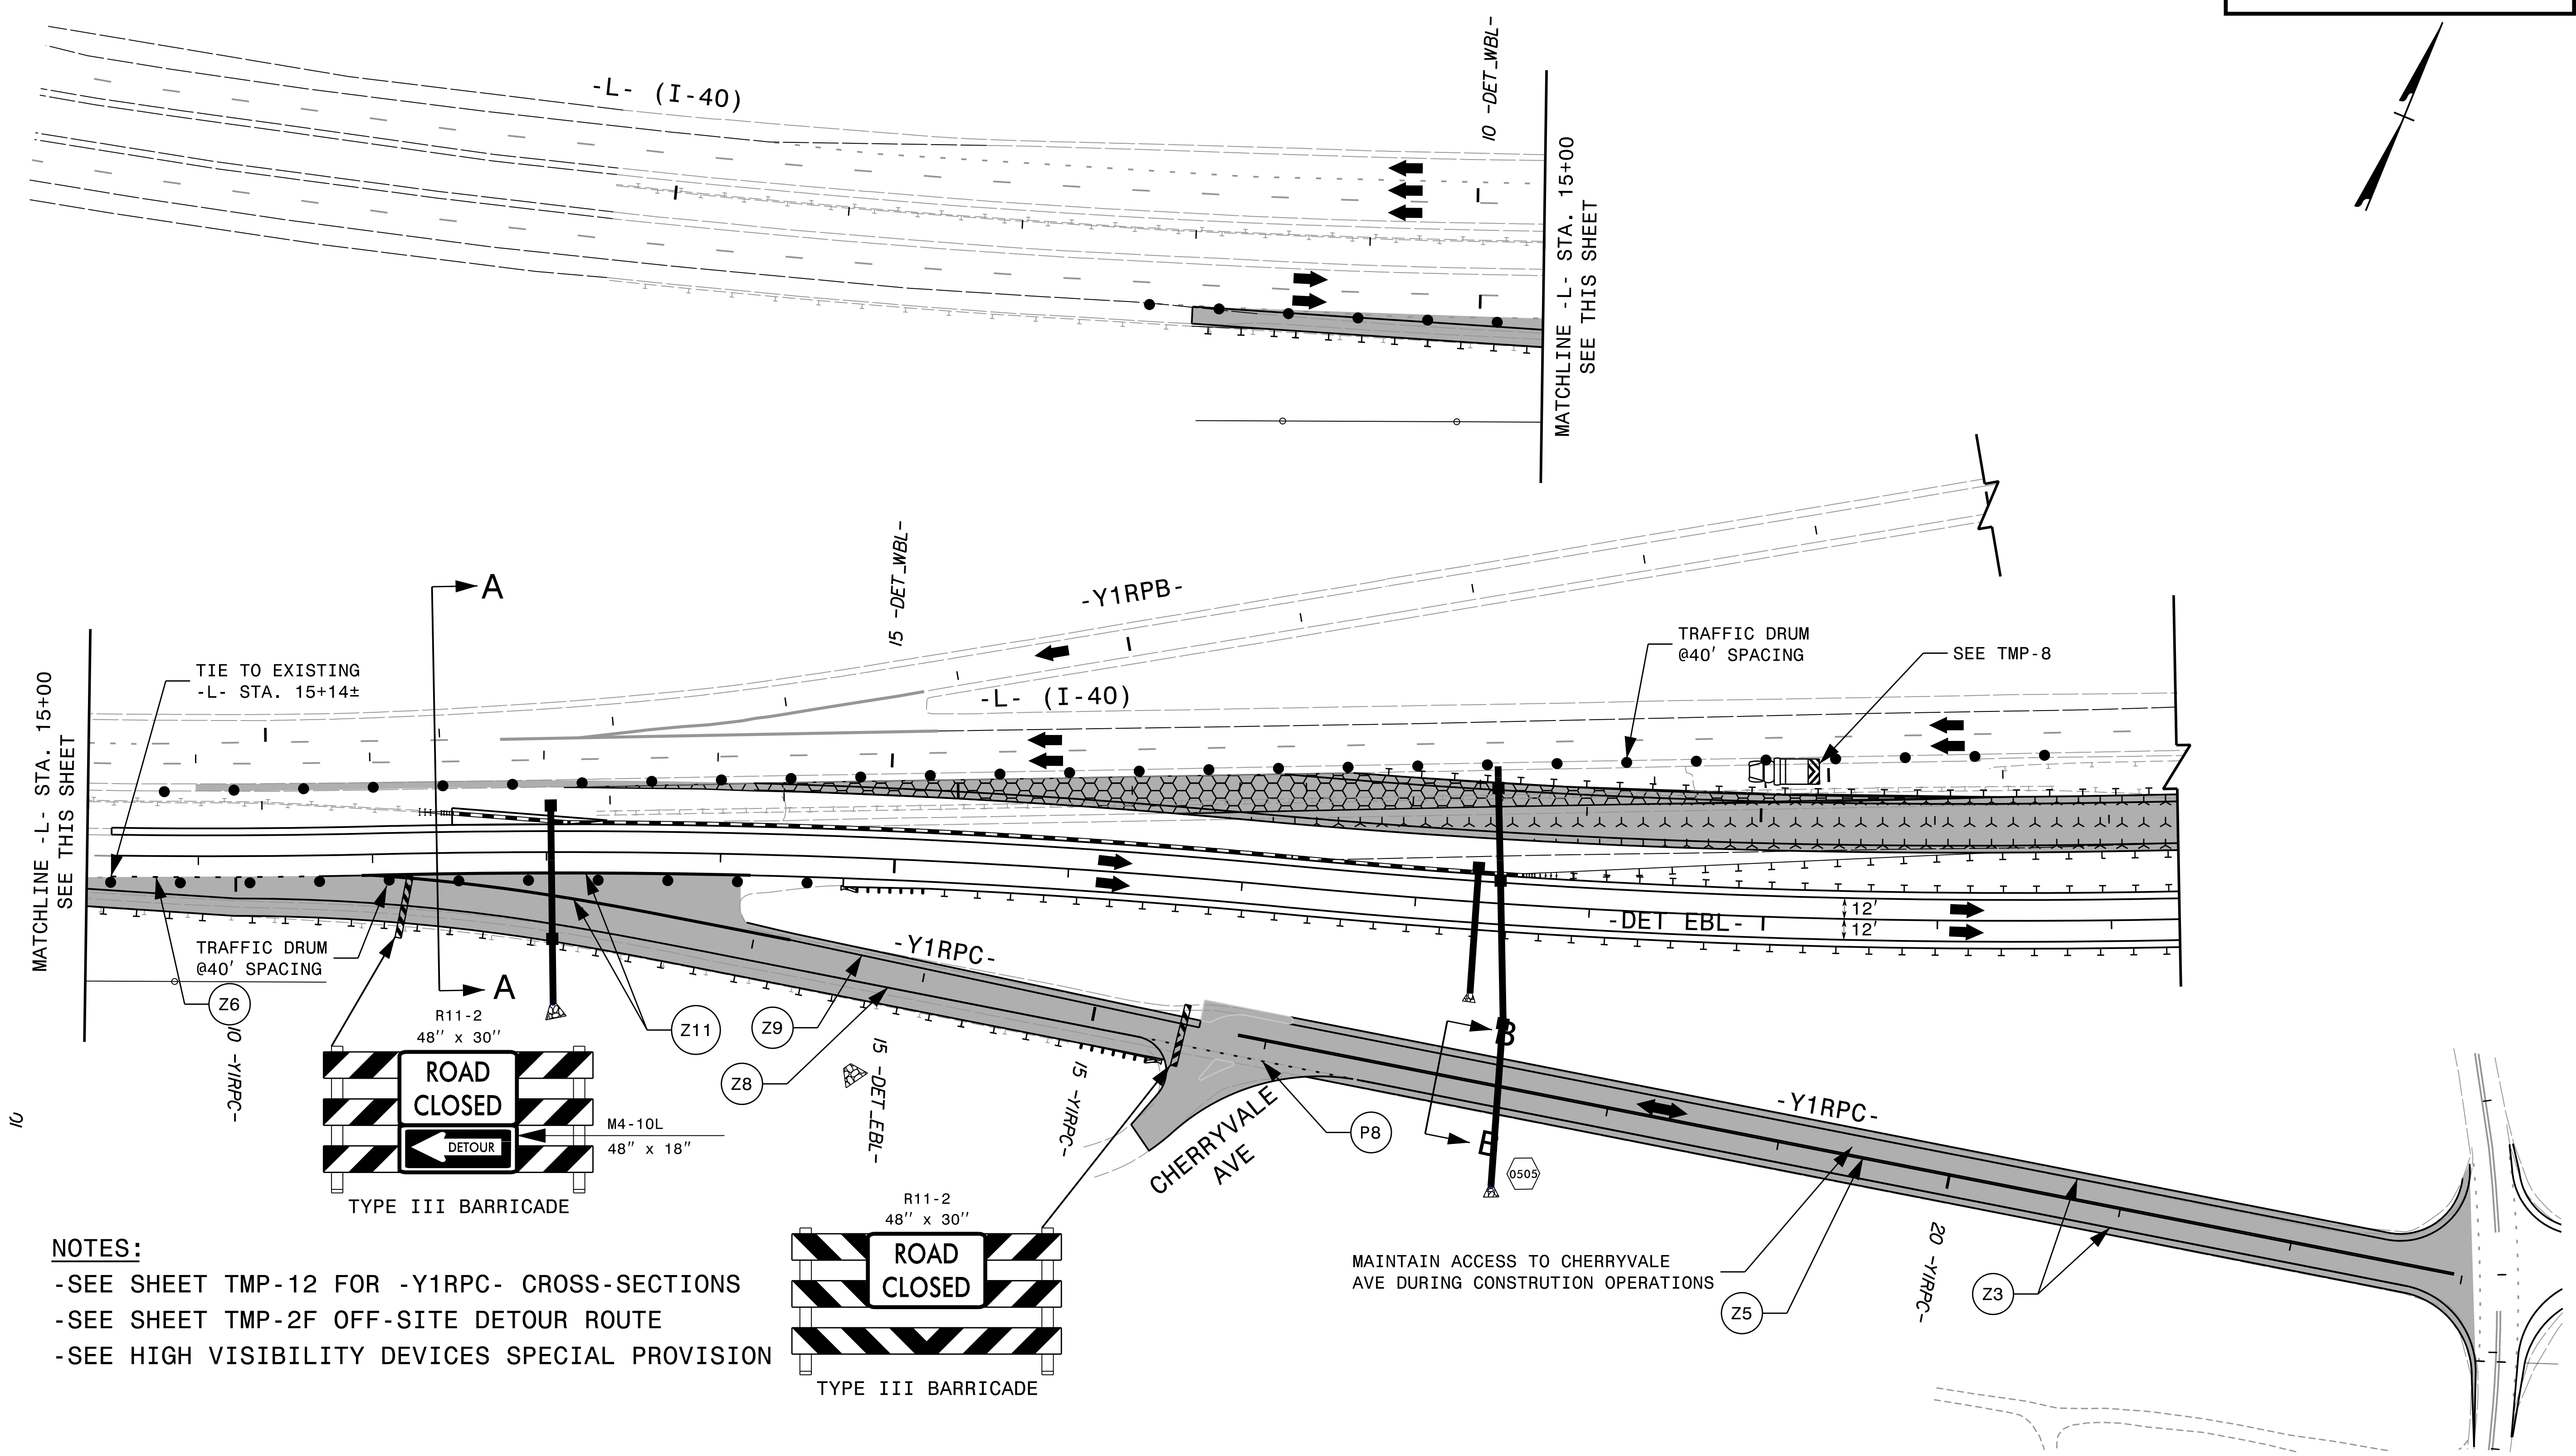 -L- (I-40)
10 -DET_WBL-
MATCHLINE -L- STA. 15+00
SEE THIS SHEET
MATCHLINE -L- STA. 15+00
SEE THIS SHEET
TIE TO EXISTING
-L- STA. 15+14±
A
15 -DET_WBL-
-Y1RPB-
-L- (I-40)
TRAFFIC DRUM
@40' SPACING
SEE TMP-8
12'
12'
-DET EBL-
-Y1RPC-
TRAFFIC DRUM
@40' SPACING
A
Z6
10 -Y1RPC-
10
Z11
Z9
Z8
15 -DET_EBL-
15 -Y1RPC-
B
B
0505
P8
CHERRYVALE
AVE
-Y1RPC-
R11-2
48" x 30"
ROAD
CLOSED
DETOUR
M4-10L
48" x 18"
TYPE III BARRICADE
R11-2
48" x 30"
ROAD
CLOSED
TYPE III BARRICADE
MAINTAIN ACCESS TO CHERRYVALE
AVE DURING CONSTRUTION OPERATIONS
Z5
20 -Y1RPC-
Z3
NOTES:
-SEE SHEET TMP-12 FOR -Y1RPC- CROSS-SECTIONS
-SEE SHEET TMP-2F OFF-SITE DETOUR ROUTE
-SEE HIGH VISIBILITY DEVICES SPECIAL PROVISION